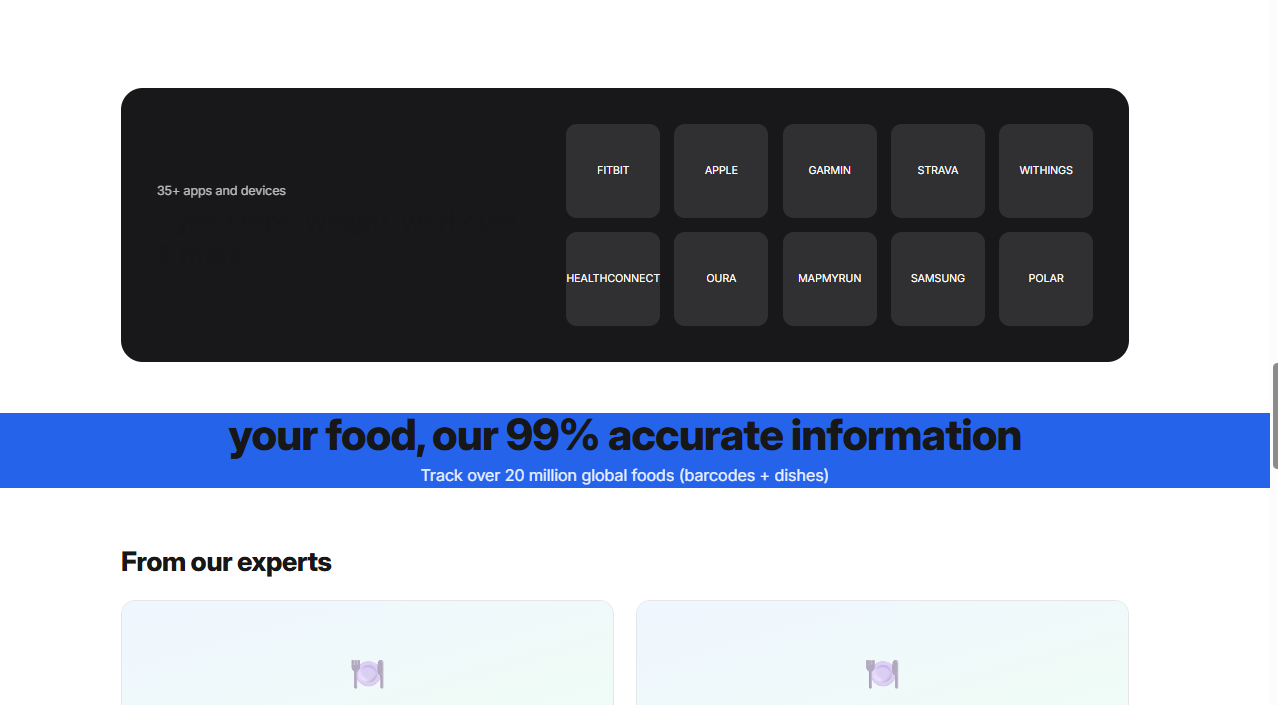 35+ apps and devices
FITBIT
APPLE
GARMIN
STRAVA
WITHINGS
HEALTHCONNECT
OURA
MAPMYRUN
SAMSUNG
POLAR
your food, our 99% accurate information
Track over 20 million global foods (barcodes + dishes)
From our experts